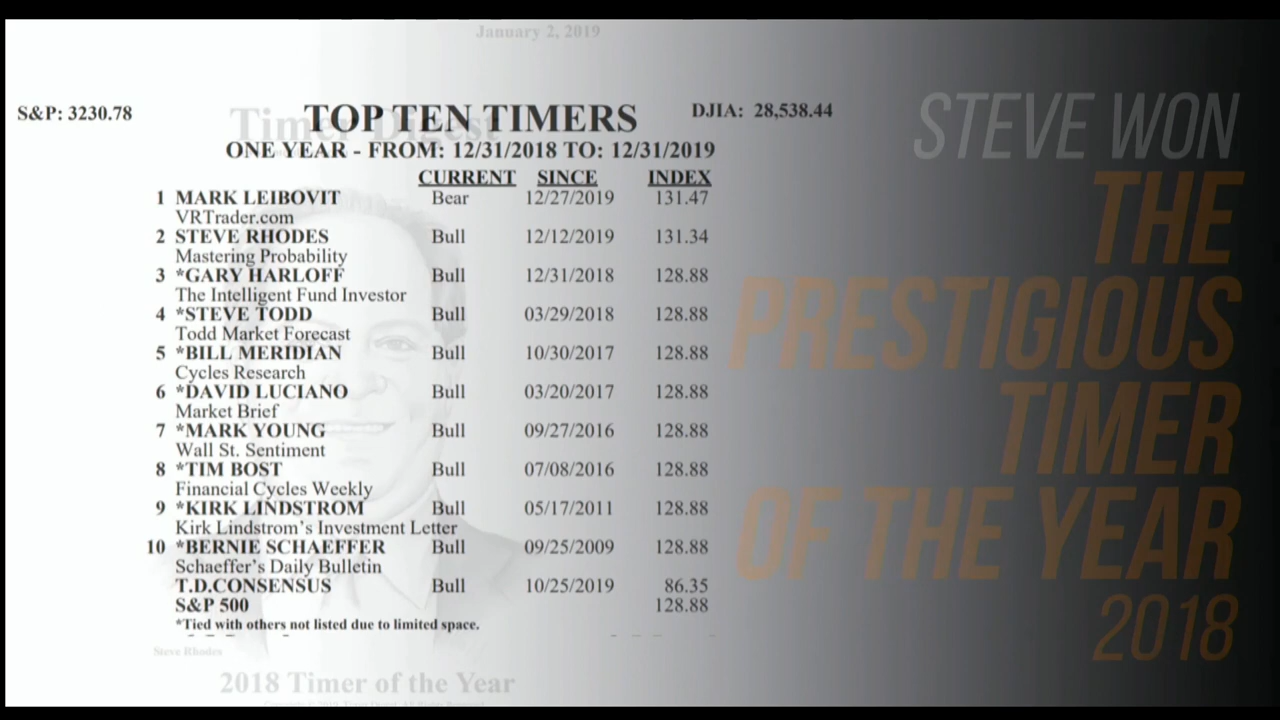 January 2, 2019
S&P: 3230.78
Timer Digest
TOP TEN TIMERS
DJIA: 28,538.44
ONE YEAR - FROM: 12/31/2018 TO: 12/31/2019
CURRENT SINCE INDEX
1 MARK LEIBOVIT Bear 12/27/2019 131.47
VRTrader.com
2 STEVE RHODES Bull 12/12/2019 131.34
Mastering Probability
3 *GARY HARLOFF Bull 12/31/2018 128.88
The Intelligent Fund Investor
4 *STEVE TODD Bull 03/29/2018 128.88
Todd Market Forecast
5 *BILL MERIDIAN Bull 10/30/2017 128.88
Cycles Research
6 *DAVID LUCIANO Bull 03/20/2017 128.88
Market Brief
7 *MARK YOUNG Bull 09/27/2016 128.88
Wall St. Sentiment
8 *TIM BOST Bull 07/08/2016 128.88
Financial Cycles Weekly
9 *KIRK LINDSTROM Bull 05/17/2011 128.88
Kirk Lindstrom's Investment Letter
10 *BERNIE SCHAEFFER Bull 09/25/2009 128.88
Schaeffer's Daily Bulletin
T.D.CONSENSUS Bull 10/25/2019 86.35
S&P 500 128.88
*Tied with others not listed due to limited space.
Steve Rhodes
2018 Timer of the Year
STEVE WON
THE
PRESTIGIOUS
TIMER
OF THE YEAR
2018